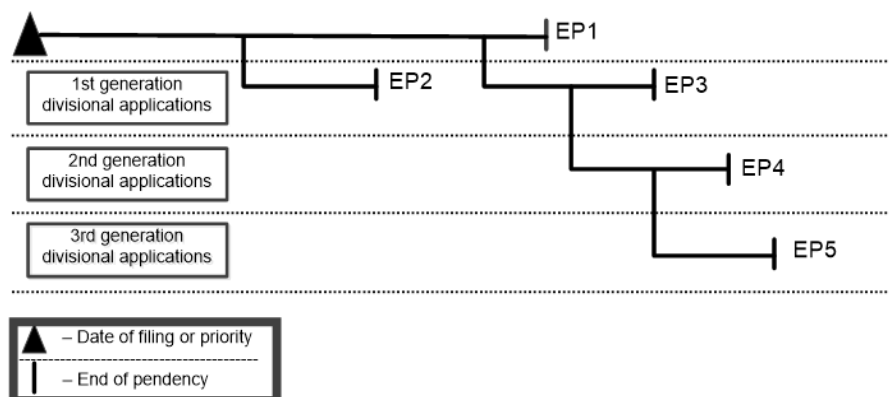 EP1
1st generation
divisional applications
EP2
EP3
2nd generation
divisional applications
EP4
3rd generation
divisional applications
EP5
– Date of filing or priority
– End of pendency